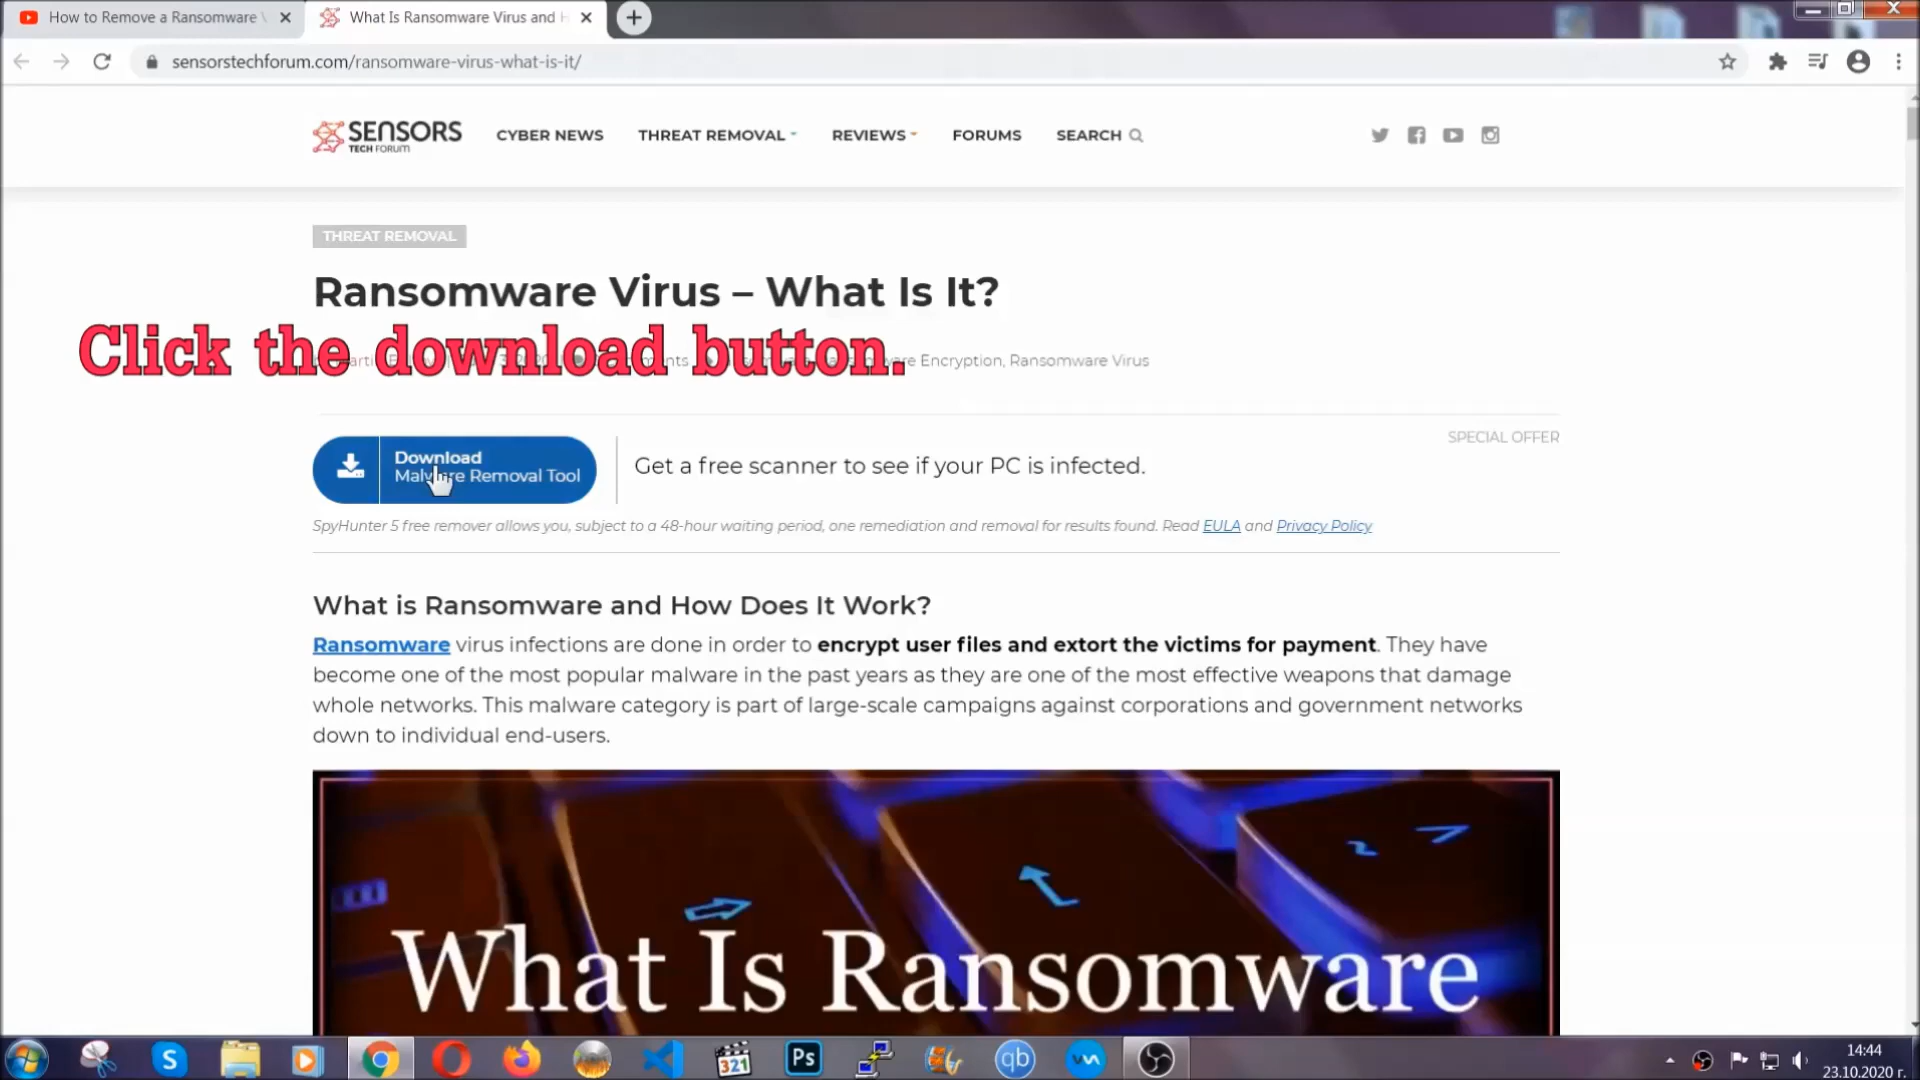 How to Remove a Ransomware
What Is Ransomware Virus and
sensorstechforum.com/ransomware-virus-what-is-it/
SENSORS
TECH FORUM
CYBER NEWS
THREAT REMOVAL
REVIEWS
FORUMS
SEARCH
THREAT REMOVAL
Ransomware Virus – What Is It?
Click the download button.
Encryption, Ransomware Virus
SPECIAL OFFER
Download
Malware Removal Tool
Get a free scanner to see if your PC is infected.
SpyHunter 5 free remover allows you, subject to a 48-hour waiting period, one remediation and removal for results found. Read EULA and Privacy Policy
What is Ransomware and How Does It Work?
Ransomware virus infections are done in order to encrypt user files and extort the victims for payment. They have
become one of the most popular malware in the past years as they are one of the most effective weapons that damage
whole networks. This malware category is part of large-scale campaigns against corporations and government networks
down to individual end-users.
What Is Ransomware
S
321
Ps
qb
14:44
23.10.2020 г.